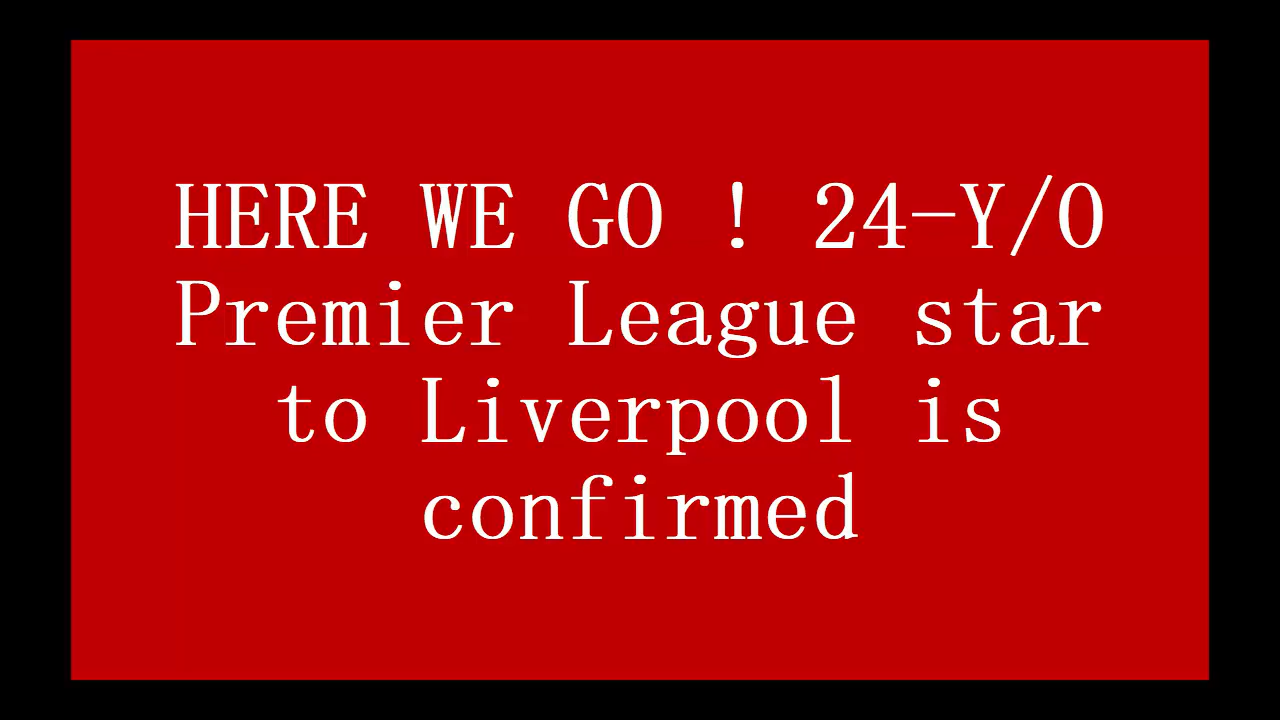 HERE WE GO ! 24-Y/O
Premier League star
to Liverpool is
confirmed